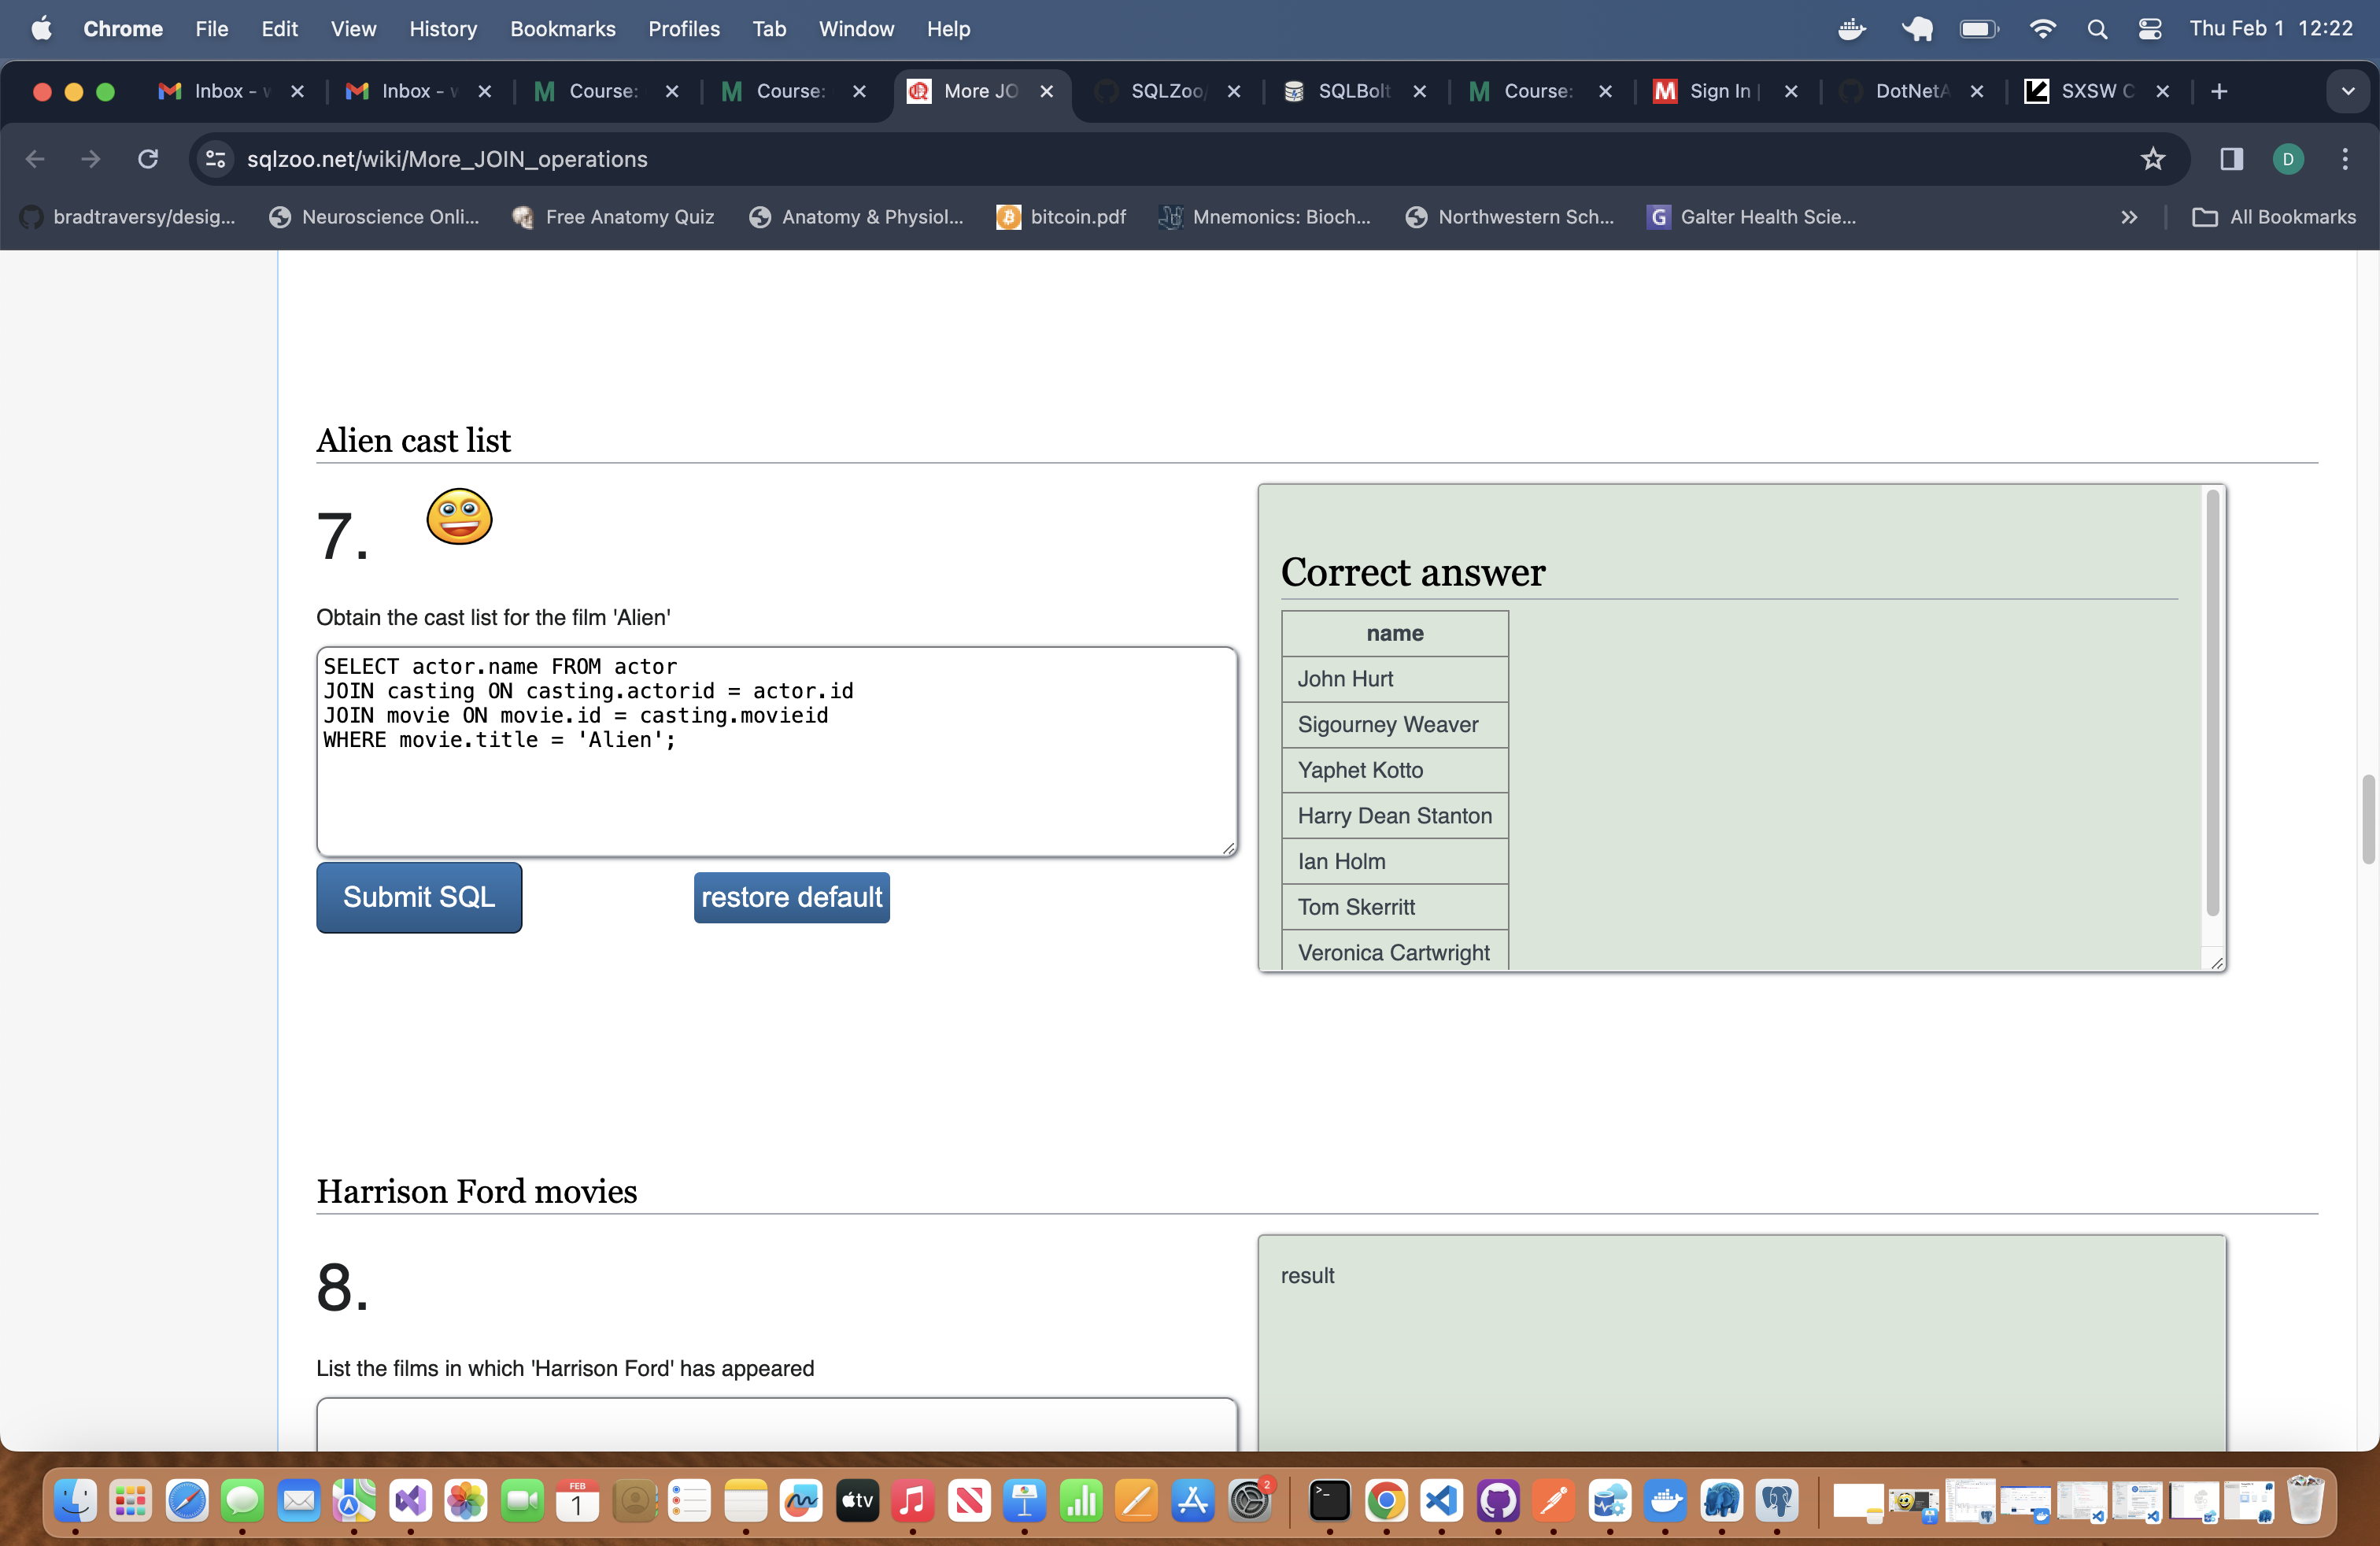 Chrome File Edit View History Bookmarks Profiles Tab Window Help Thu Feb 1 12:22
Inbox - Inbox - Course: Course: More JO SQLZoo/ SQLBolt Course: Sign In | DotNetA SXSW C
sqlzoo.net/wiki/More_JOIN_operations D
bradtraversy/desig... Neuroscience Onli... Free Anatomy Quiz Anatomy & Physiol... bitcoin.pdf Mnemonics: Bioch... Northwestern Sch... G Galter Health Scie... All Bookmarks
Alien cast list
7.
Obtain the cast list for the film 'Alien'
SELECT actor.name FROM actor
JOIN casting ON casting.actorid = actor.id
JOIN movie ON movie.id = casting.movieid
WHERE movie.title = 'Alien';
Submit SQL restore default
Correct answer
name
John Hurt
Sigourney Weaver
Yaphet Kotto
Harry Dean Stanton
Ian Holm
Tom Skerritt
Veronica Cartwright
Harrison Ford movies
8.
List the films in which 'Harrison Ford' has appeared
result
FEB
1
tv
2